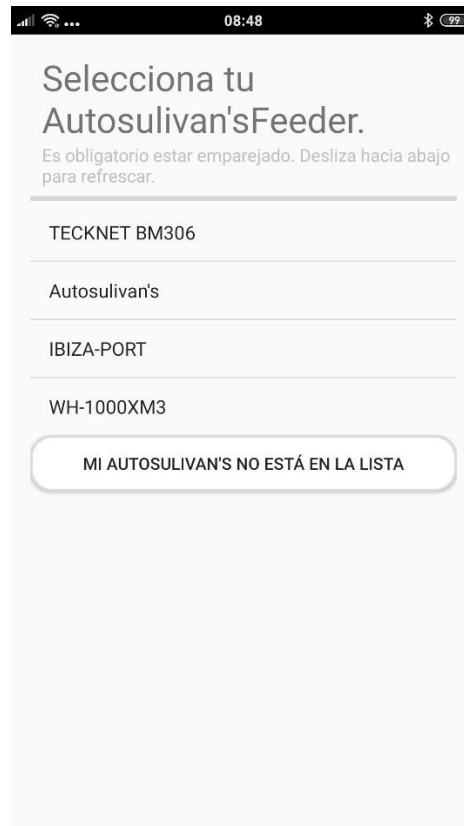 08:48
99
Selecciona tu
Autosulivan'sFeeder.
Es obligatorio estar emparejado. Desliza hacia abajo
para refrescar.
TECKNET BM306
Autosulivan's
IBIZA-PORT
WH-1000XM3
MI AUTOSULIVAN'S NO ESTÁ EN LA LISTA